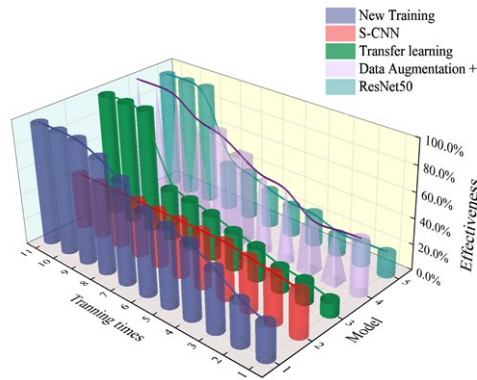 New Training
S-CNN
Transfer learning
Data Augmentation +
ResNet50
100.0%
80.0%
60.0%
40.0%
20.0%
0.0%
Effectiveness
11
10
9
8
7
6
5
4
3
2
1
Tranning times
1
2
3
4
5
Model